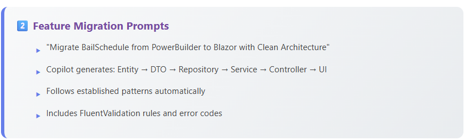 2 Feature Migration Prompts
▸ "Migrate BailSchedule from PowerBuilder to Blazor with Clean Architecture"
▸ Copilot generates: Entity → DTO → Repository → Service → Controller → UI
▸ Follows established patterns automatically
▸ Includes FluentValidation rules and error codes